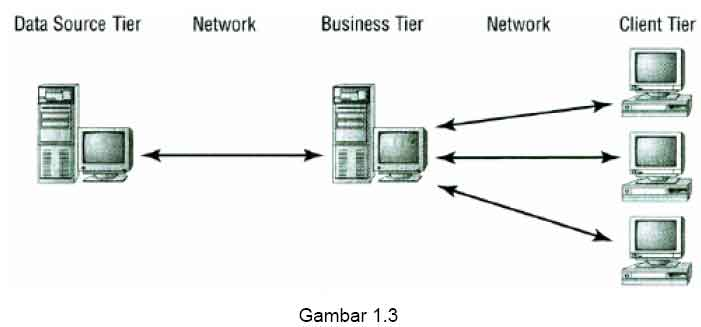 Data Source Tier Network Business Tier Network Client Tier
Gambar 1.3